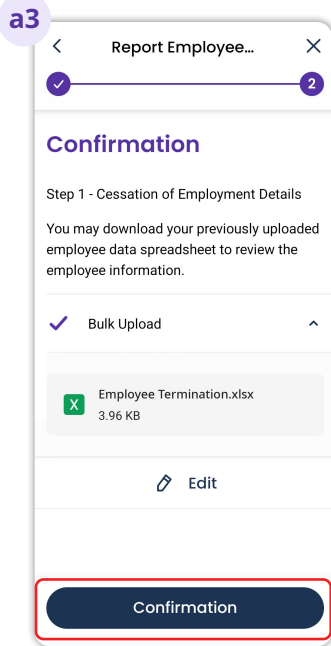 a3
Report Employee...
2
Confirmation
Step 1 - Cessation of Employment Details
You may download your previously uploaded
employee data spreadsheet to review the
employee information.
Bulk Upload
X
Employee Termination.xlsx
3.96 KB
Edit
Confirmation